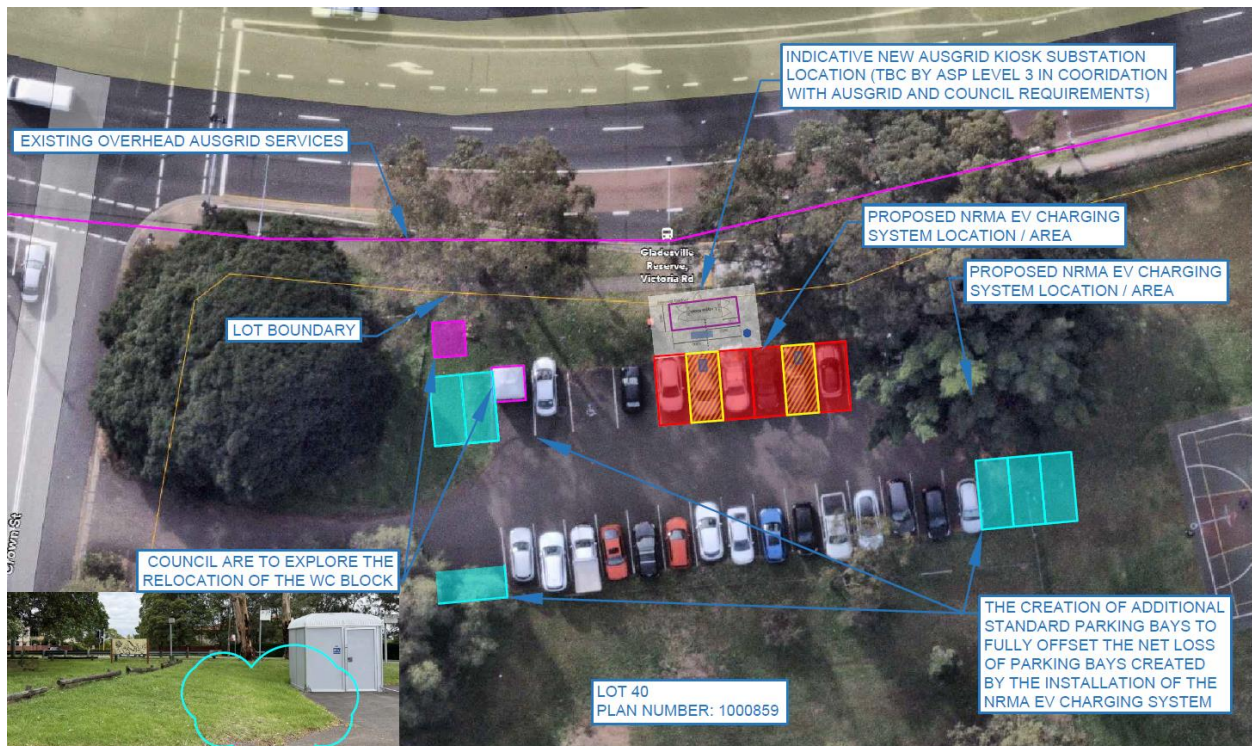 INDICATIVE NEW AUSGRID KIOSK SUBSTATION
LOCATION (TBC BY ASP LEVEL 3 IN COORIDATION
WITH AUSGRID AND COUNCIL REQUIREMENTS)
EXISTING OVERHEAD AUSGRID SERVICES
PROPOSED NRMA EV CHARGING
SYSTEM LOCATION / AREA
Gladesville
Reserve,
Victoria Rd
PROPOSED NRMA EV CHARGING
SYSTEM LOCATION / AREA
LOT BOUNDARY
Crown St
COUNCIL ARE TO EXPLORE THE
RELOCATION OF THE WC BLOCK
THE CREATION OF ADDITIONAL
STANDARD PARKING BAYS TO
FULLY OFFSET THE NET LOSS
OF PARKING BAYS CREATED
BY THE INSTALLATION OF THE
NRMA EV CHARGING SYSTEM
LOT 40
PLAN NUMBER: 1000859